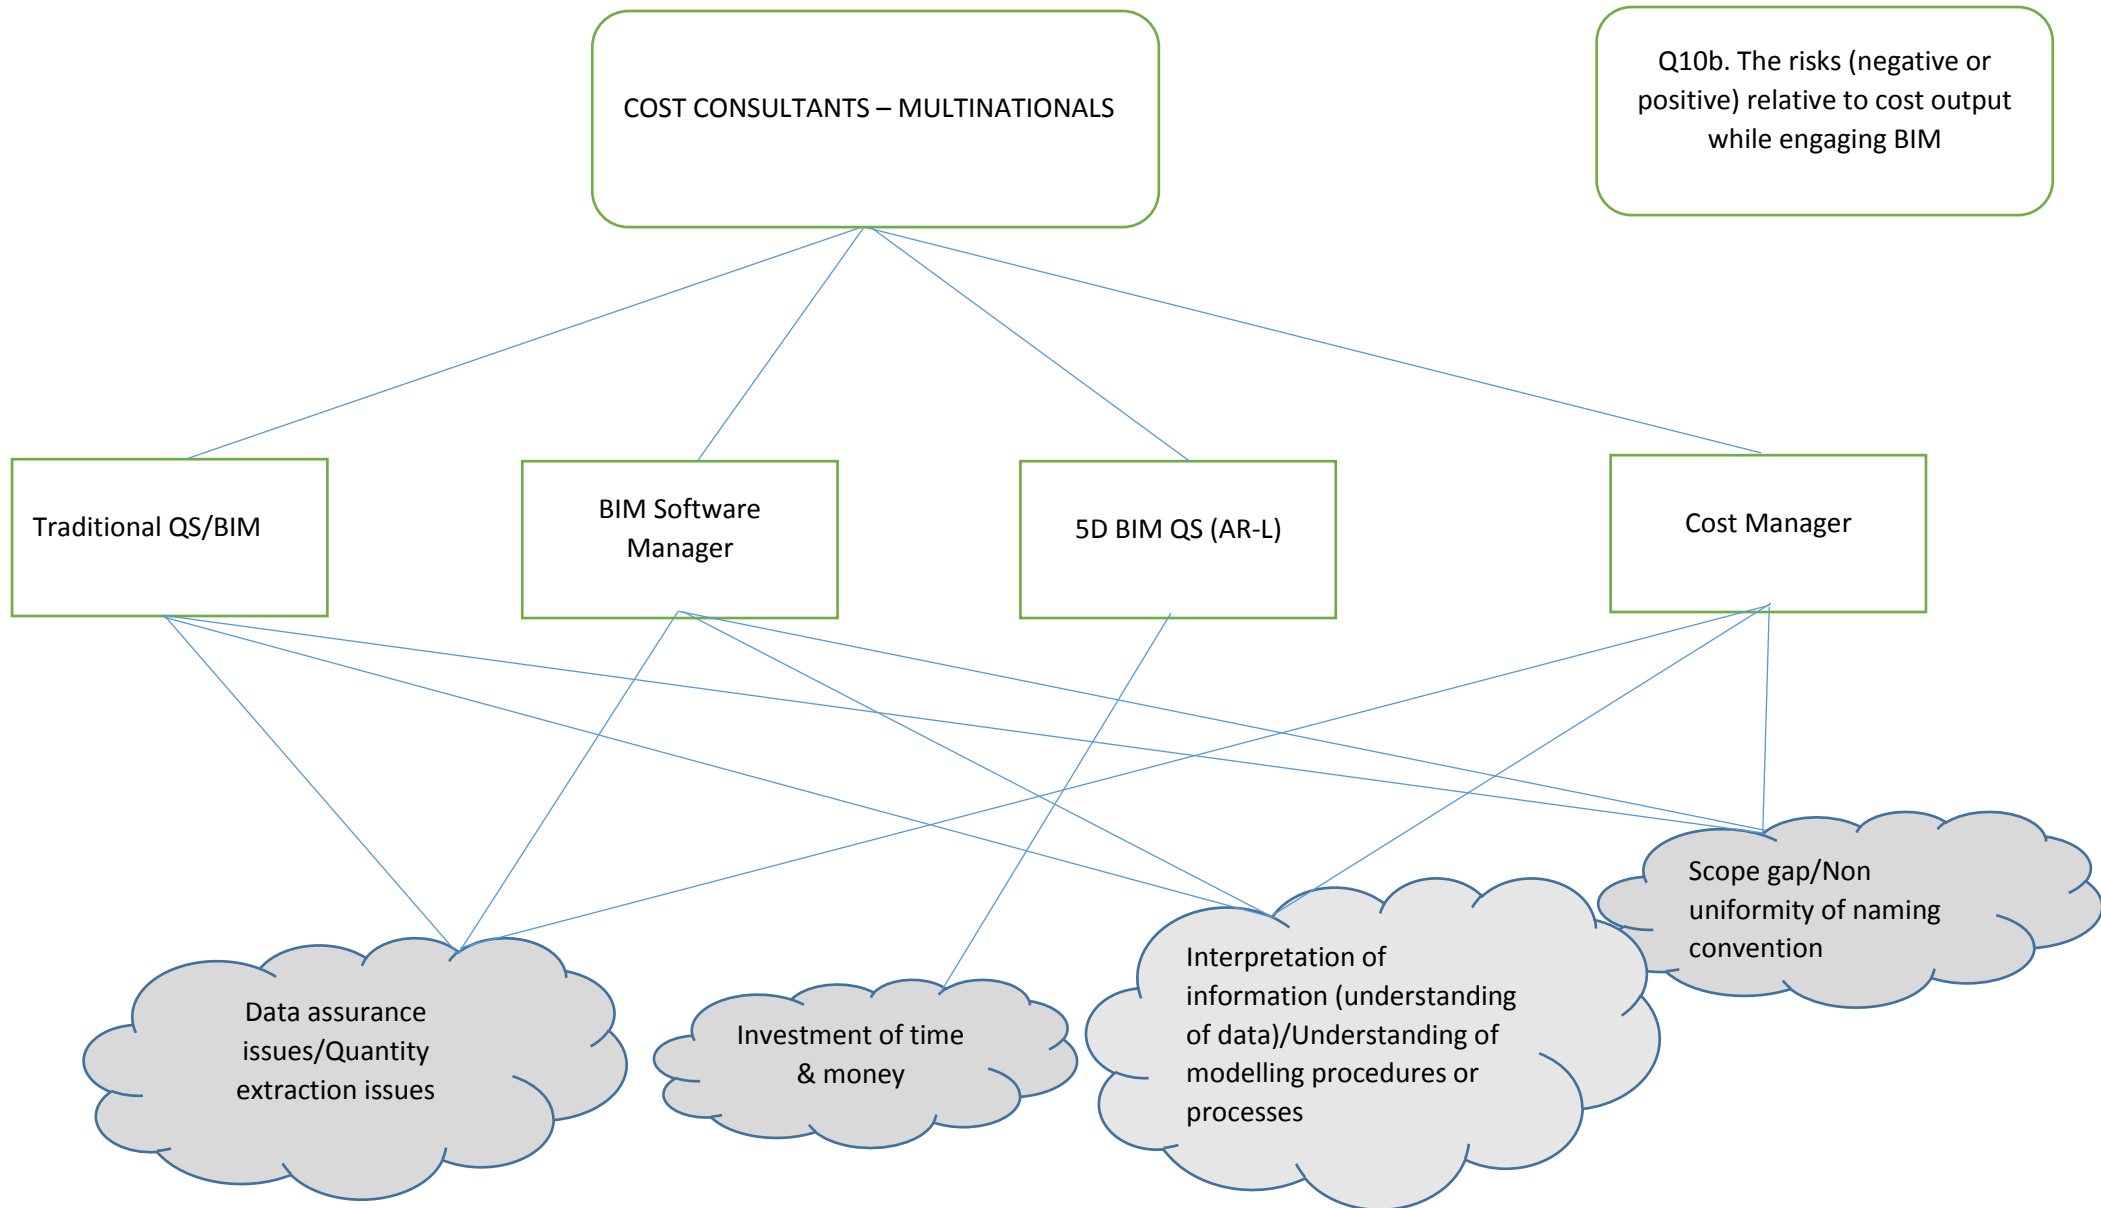 COST CONSULTANTS – MULTINATIONALS
Q10b. The risks (negative or
positive) relative to cost output
while engaging BIM
Traditional QS/BIM
BIM Software
Manager
5D BIM QS (AR-L)
Cost Manager
Data assurance
issues/Quantity
extraction issues
Investment of time
& money
Interpretation of
information (understanding
of data)/Understanding of
modelling procedures or
processes
Scope gap/Non
uniformity of naming
convention